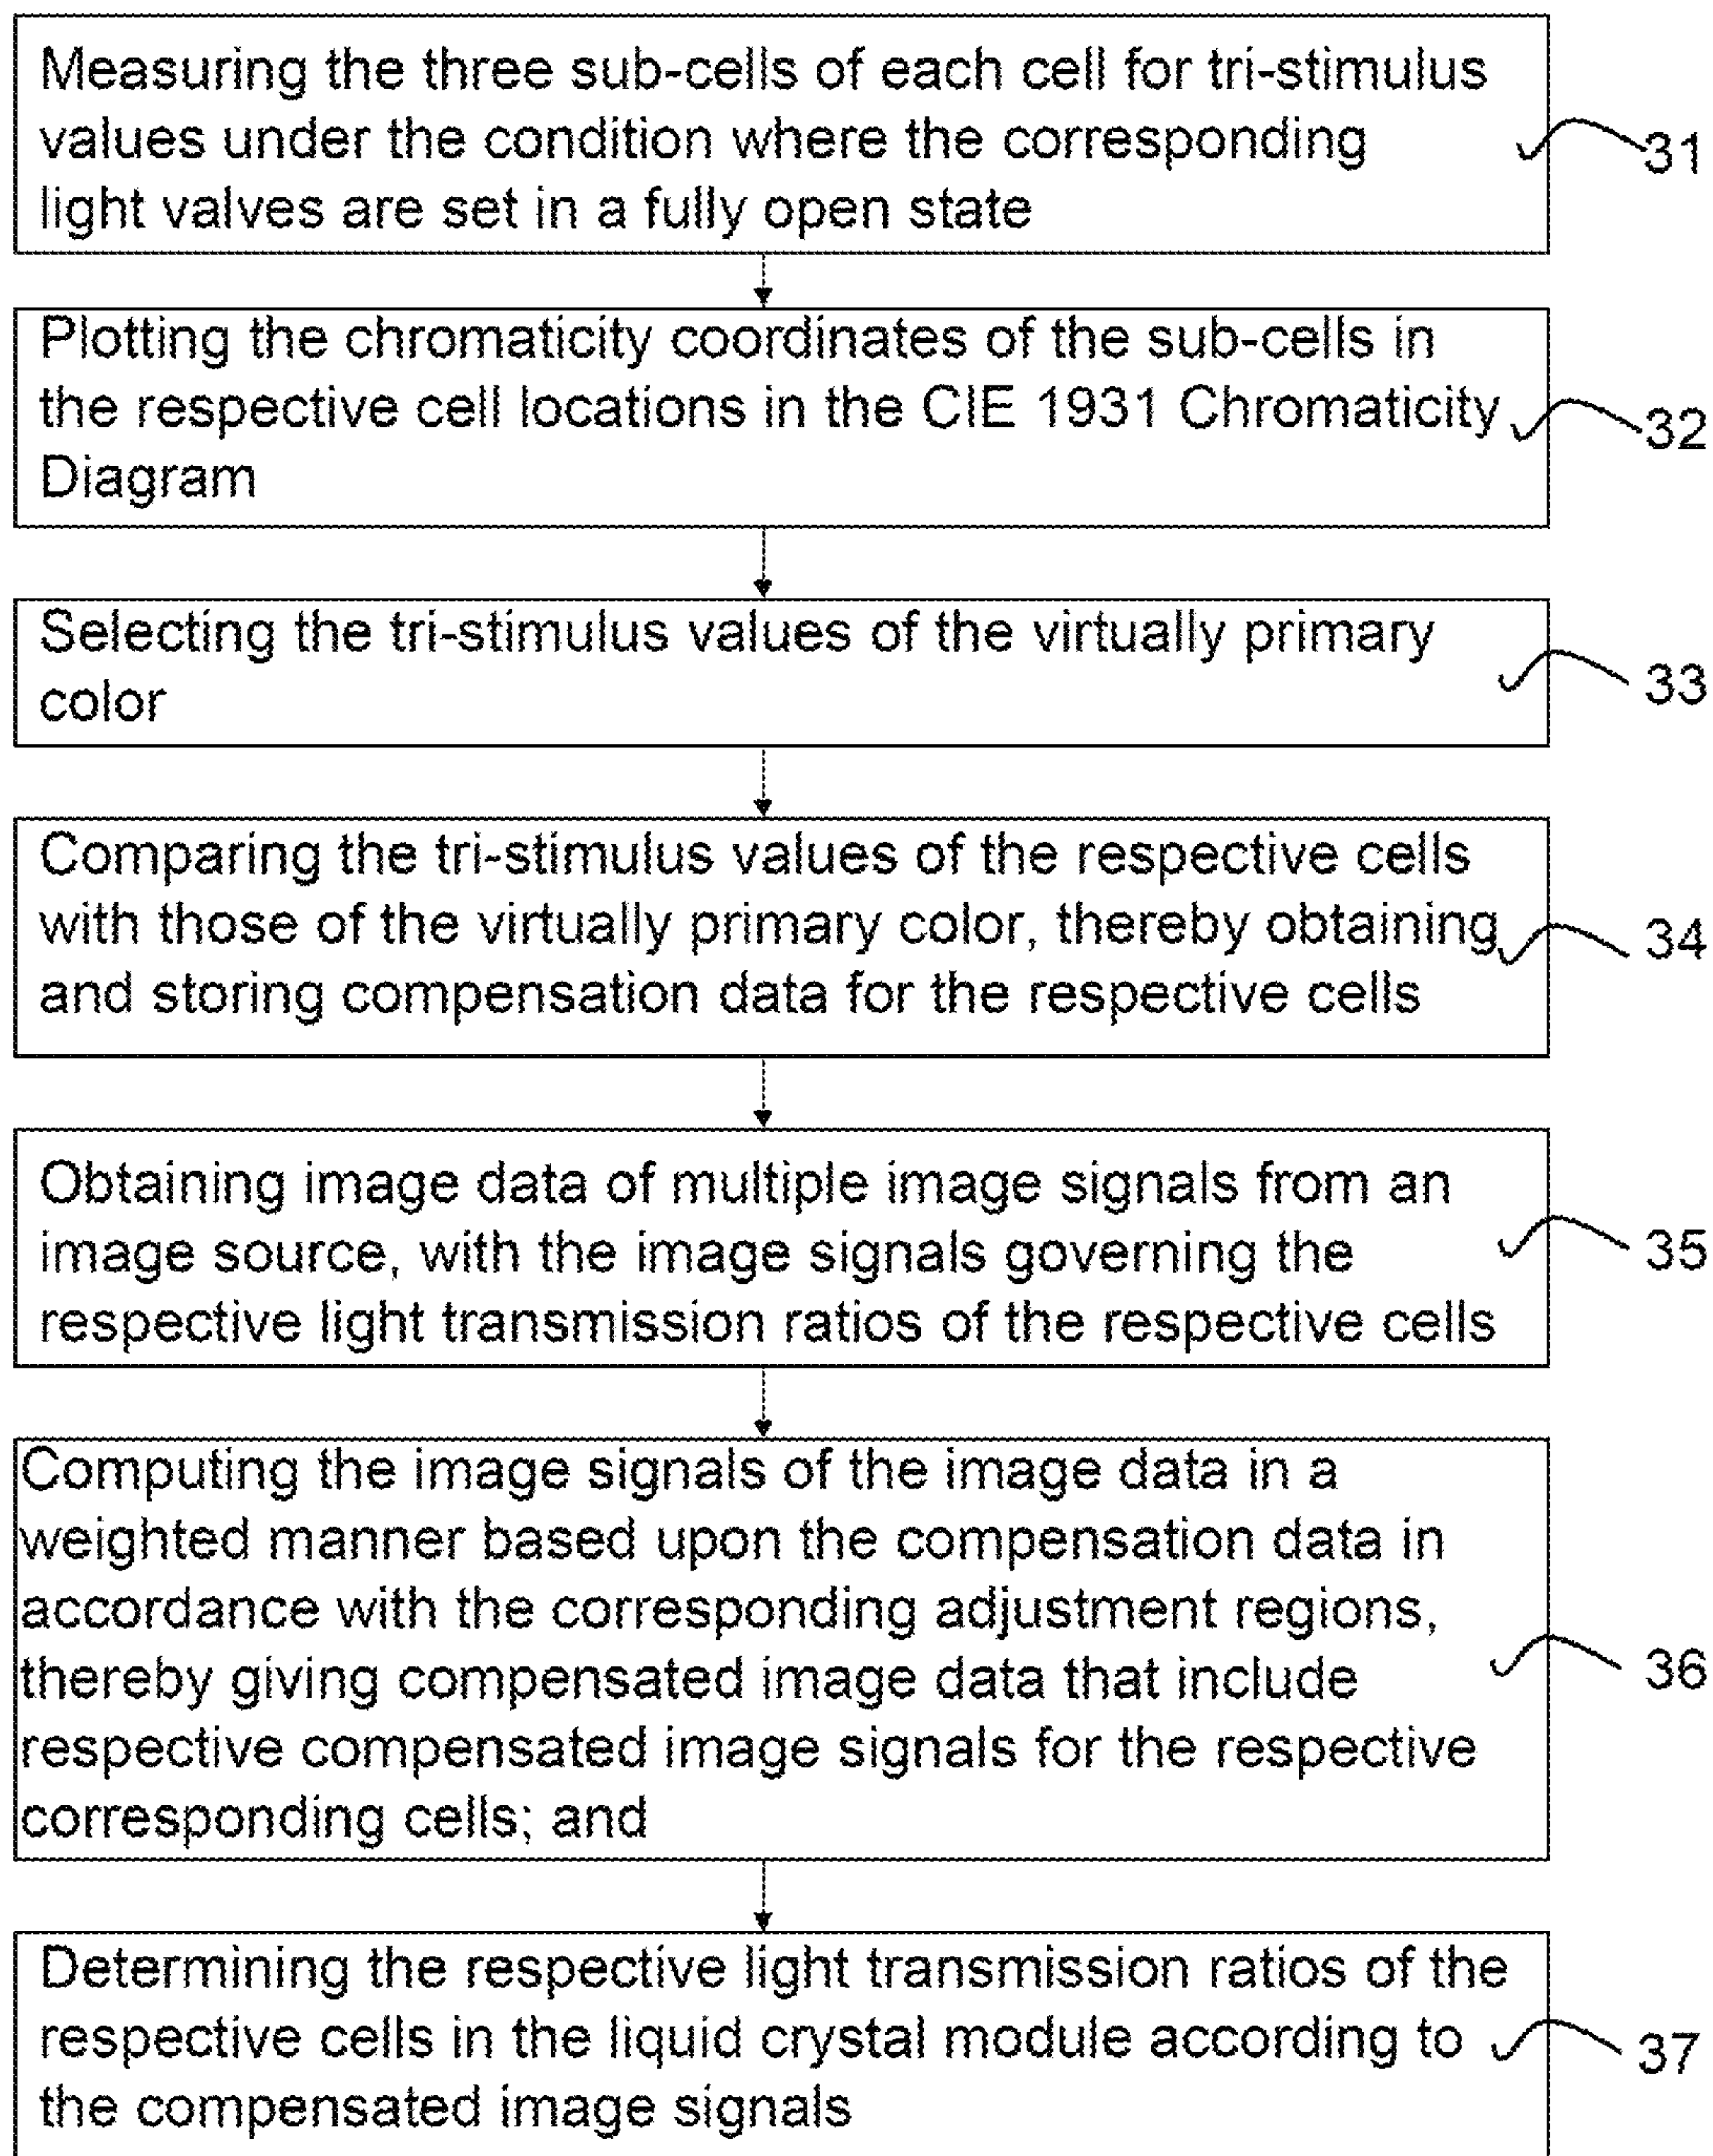 Measuring the three sub-cells of each cell for tri-stimulus
values under the condition where the corresponding
light valves are set in a fully open state
31
Plotting the chromaticity coordinates of the sub-cells in
the respective cell locations in the CIE 1931 Chromaticity
Diagram
32
Selecting the tri-stimulus values of the virtually primary
color
33
Comparing the tri-stimulus values of the respective cells
with those of the virtually primary color, thereby obtaining
and storing compensation data for the respective cells
34
Obtaining image data of multiple image signals from an
image source, with the image signals governing the
respective light transmission ratios of the respective cells
35
Computing the image signals of the image data in a
weighted manner based upon the compensation data in
accordance with the corresponding adjustment regions,
thereby giving compensated image data that include
respective compensated image signals for the respective
corresponding cells; and
36
Determining the respective light transmission ratios of the
respective cells in the liquid crystal module according to
the compensated image signals
37